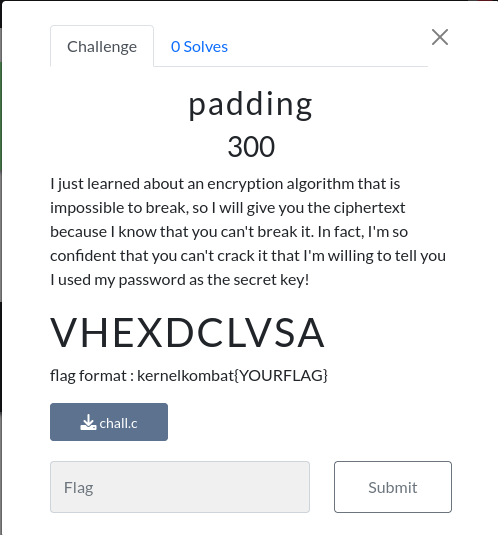 Challenge
0 Solves
padding
300
I just learned about an encryption algorithm that is
impossible to break, so I will give you the ciphertext
because I know that you can't break it. In fact, I'm so
confident that you can't crack it that I'm willing to tell you
I used my password as the secret key!
VHEXDCLVSA
flag format : kernelkombat{YOURFLAG}
chall.c
Flag
Submit